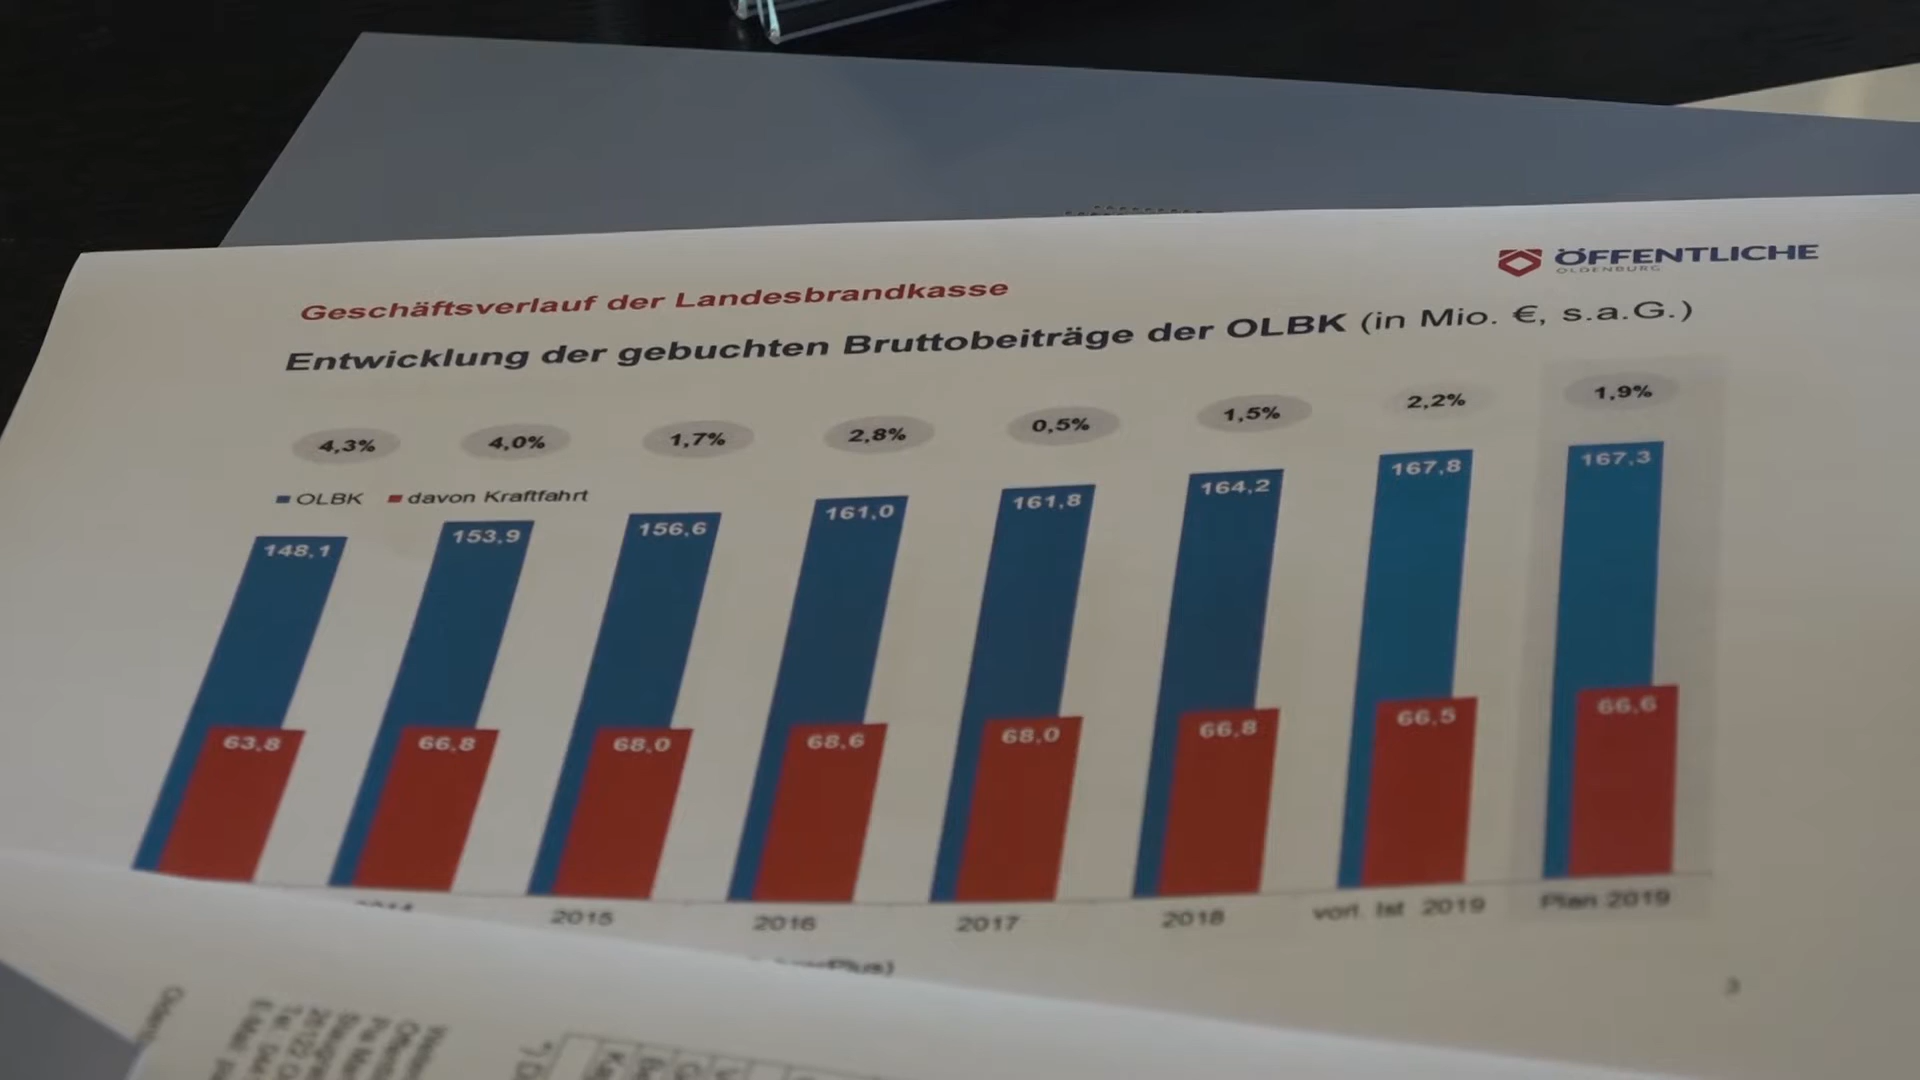 ÖFFENTLICHE
OLDENBURG
Geschäftsverlauf der Landesbrandkasse
Entwicklung der gebuchten Bruttobeiträge der OLBK (in Mio. €, s.a.G.)
4,3% 4,0% 1,7% 2,8% 0,5% 1,5% 2,2% 1,9%
OLBK davon Kraftfahrt
148,1 153,9 156,6 161,0 161,8 164,2 167,8 167,3
63,8 66,8 68,0 68,6 68,0 66,8 66,5 66,6
2014 2015 2016 2017 2018 vorl. Ist 2019 Plan 2019
3